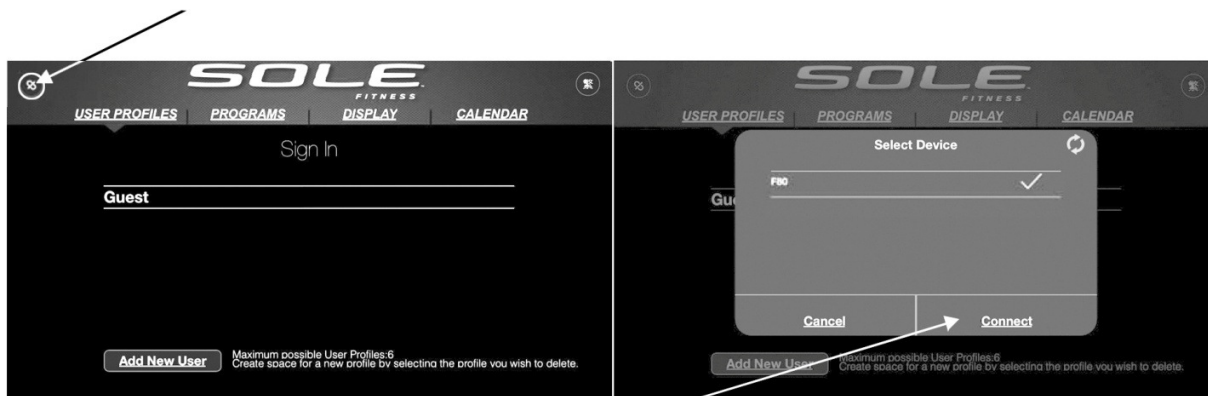 SOLE
FITNESS
USER PROFILES PROGRAMS DISPLAY CALENDAR
Sign In
Guest
Add New User
Maximum possible User Profiles:6
Create space for a new profile by selecting the profile you wish to delete.
SOLE
FITNESS
USER PROFILES PROGRAMS DISPLAY CALENDAR
Select Device
F80
Gue
Cancel Connect
Add New User
Maximum possible User Profiles:6
Create space for a new profile by selecting the profile you wish to delete.